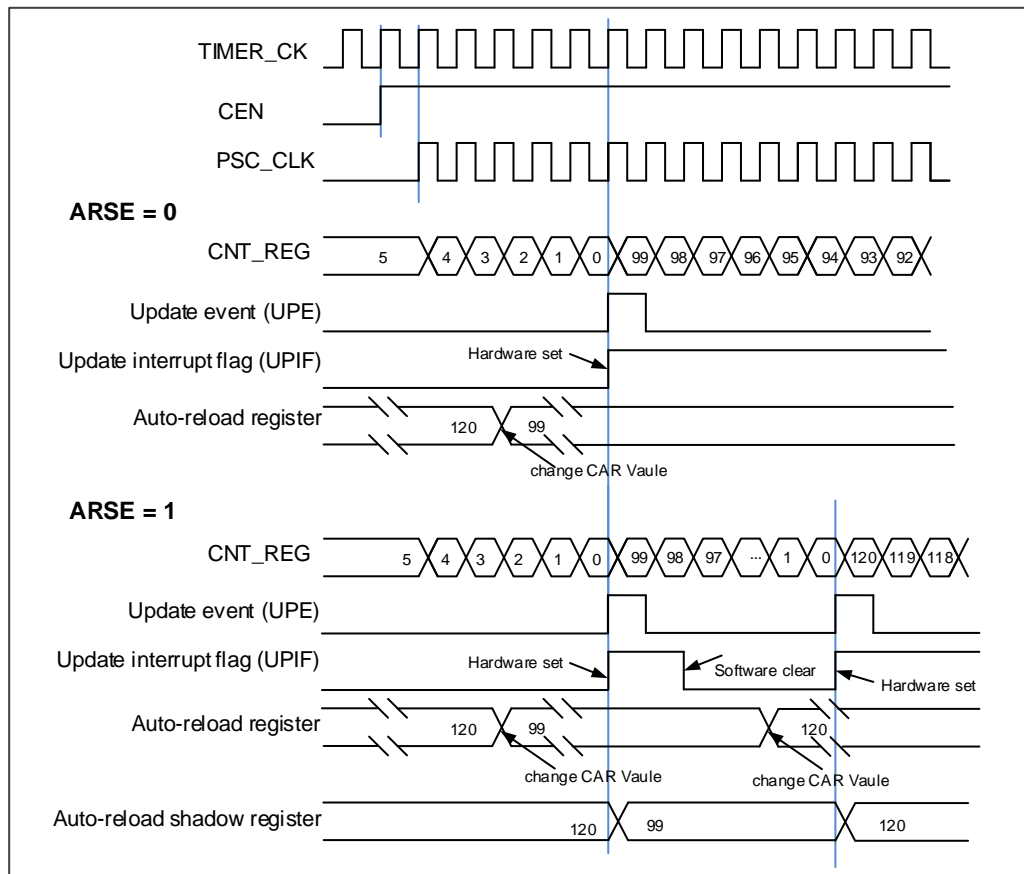 TIMER_CK
CEN
PSC_CLK
ARSE = 0
CNT_REG 5 4 3 2 1 0 99 98 97 96 95 94 93 92
Update event (UPE)
Update interrupt flag (UPIF) Hardware set
Auto-reload register 120 99
change CAR Vaule
ARSE = 1
CNT_REG 5 4 3 2 1 0 99 98 97 ... 1 0 120 119 118
Update event (UPE)
Update interrupt flag (UPIF) Hardware set Software clear Hardware set
Auto-reload register 120 99 120
change CAR Vaule change CAR Vaule
Auto-reload shadow register 120 99 120